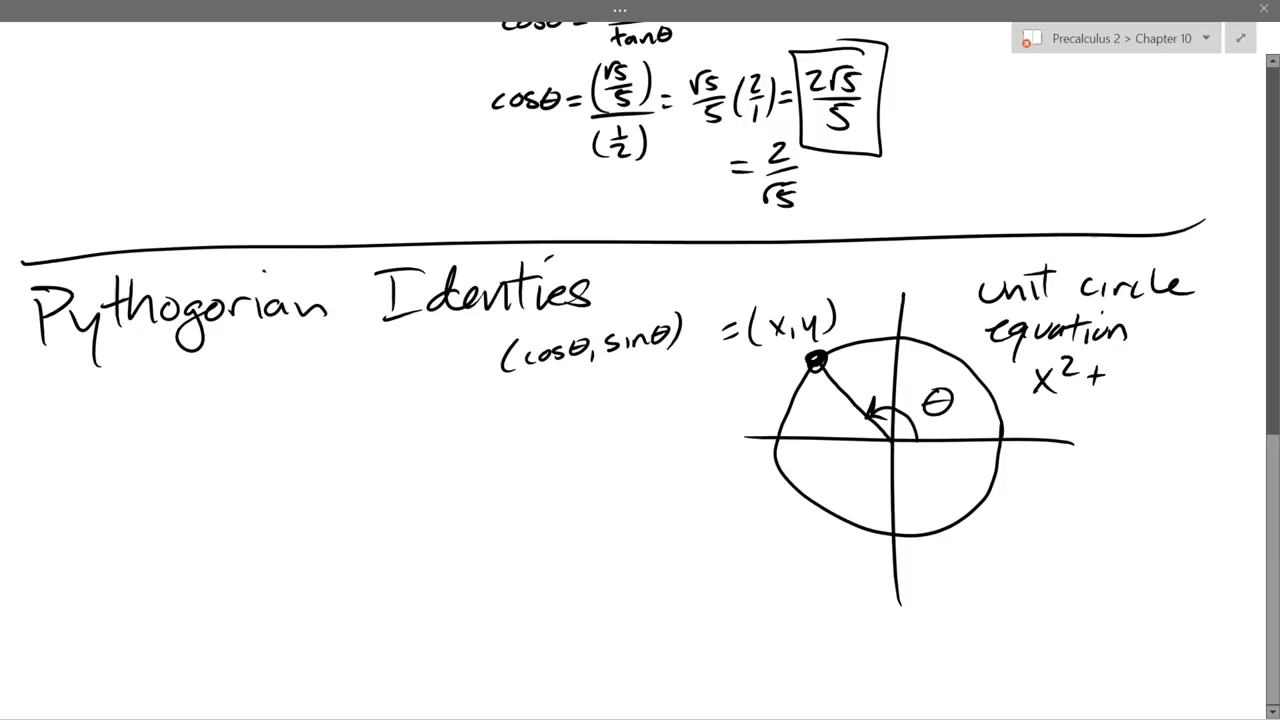 Precalculus 2 > Chapter 10
tanθ
cosθ = (√5/5)/(1/2) = √5/5 (2/1) = 2√5/5
= 2/√5
Pythogorian Identies
(cosθ, sinθ) = (x,y)
θ
unit circle
equation
x² +